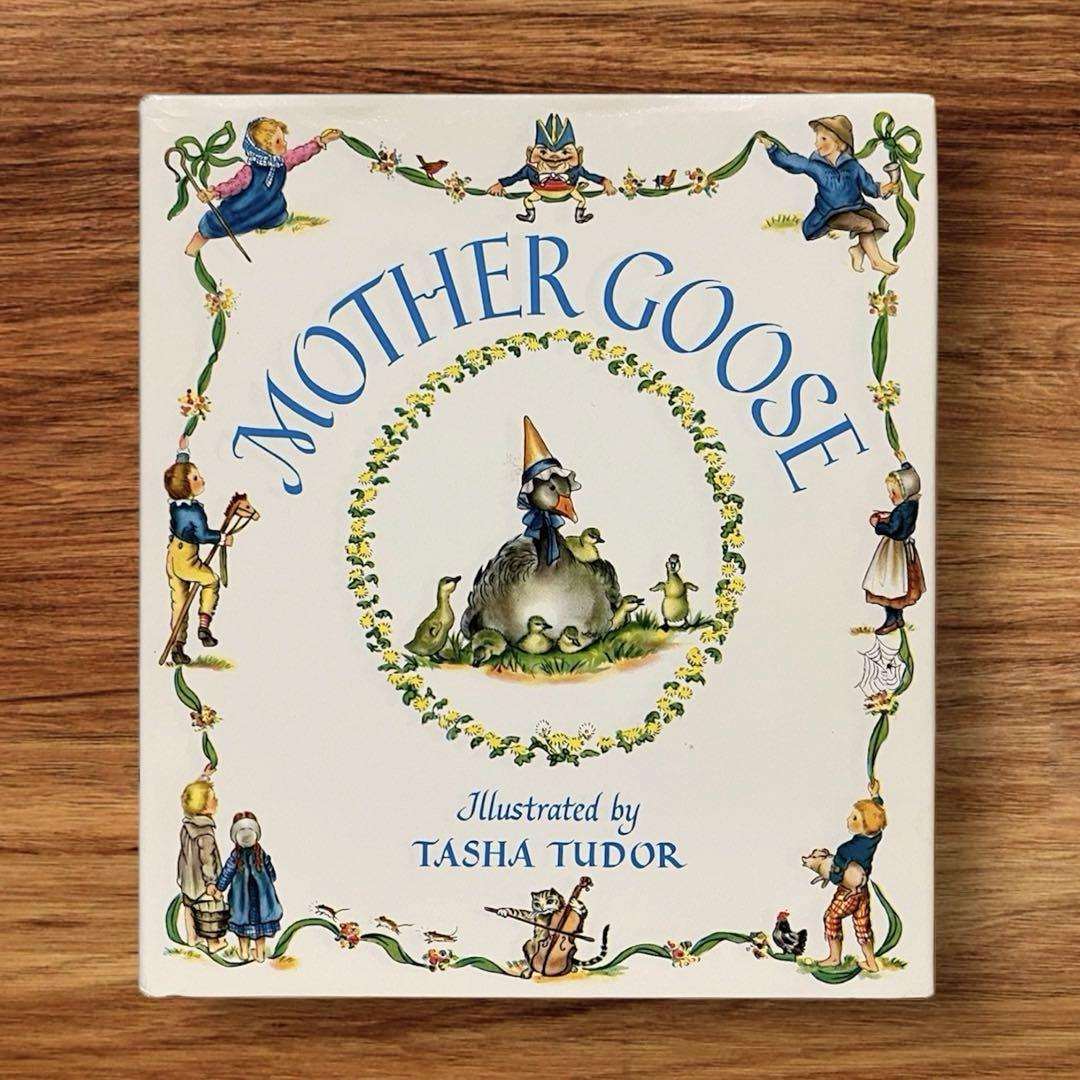 MOTHER GOOSE
Illustrated by
TASHA TUDOR